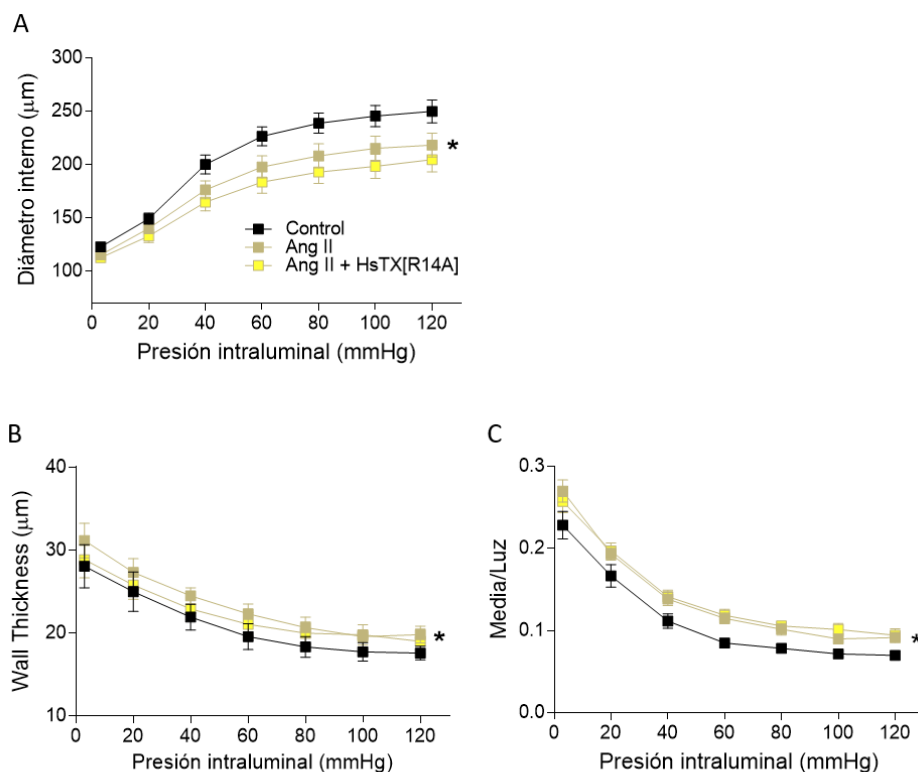 A
Diámetro interno (μm)
300
250
200
150
100
Control
Ang II
Ang II + HsTX[R14A]
*
0 20 40 60 80 100 120
Presión intraluminal (mmHg)
B
Wall Thickness (μm)
40
30
20
10
*
0 20 40 60 80 100 120
Presión intraluminal (mmHg)
C
Media/Luz
0.3
0.2
0.1
0.0
*
0 20 40 60 80 100 120
Presión intraluminal (mmHg)